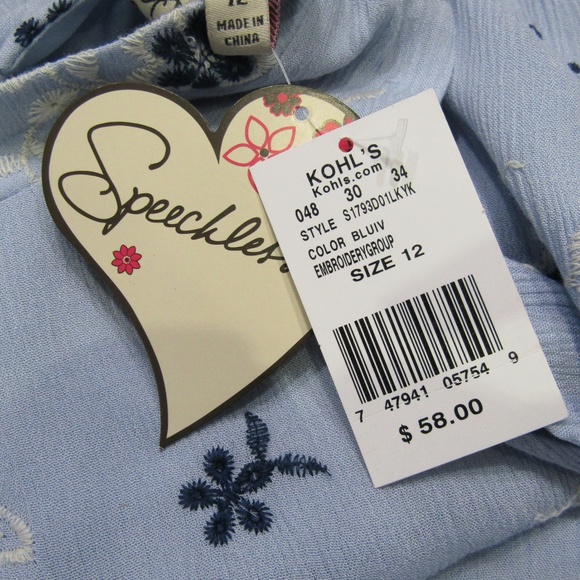 12
MADE IN
CHINA
Speechless
KOHL'S
Kohls.com
048 30 34
STYLE S1793D01LKYK
COLOR BLUIV
EMBROIDERYGROUP
SIZE 12
7 47941 05754 9
$ 58.00